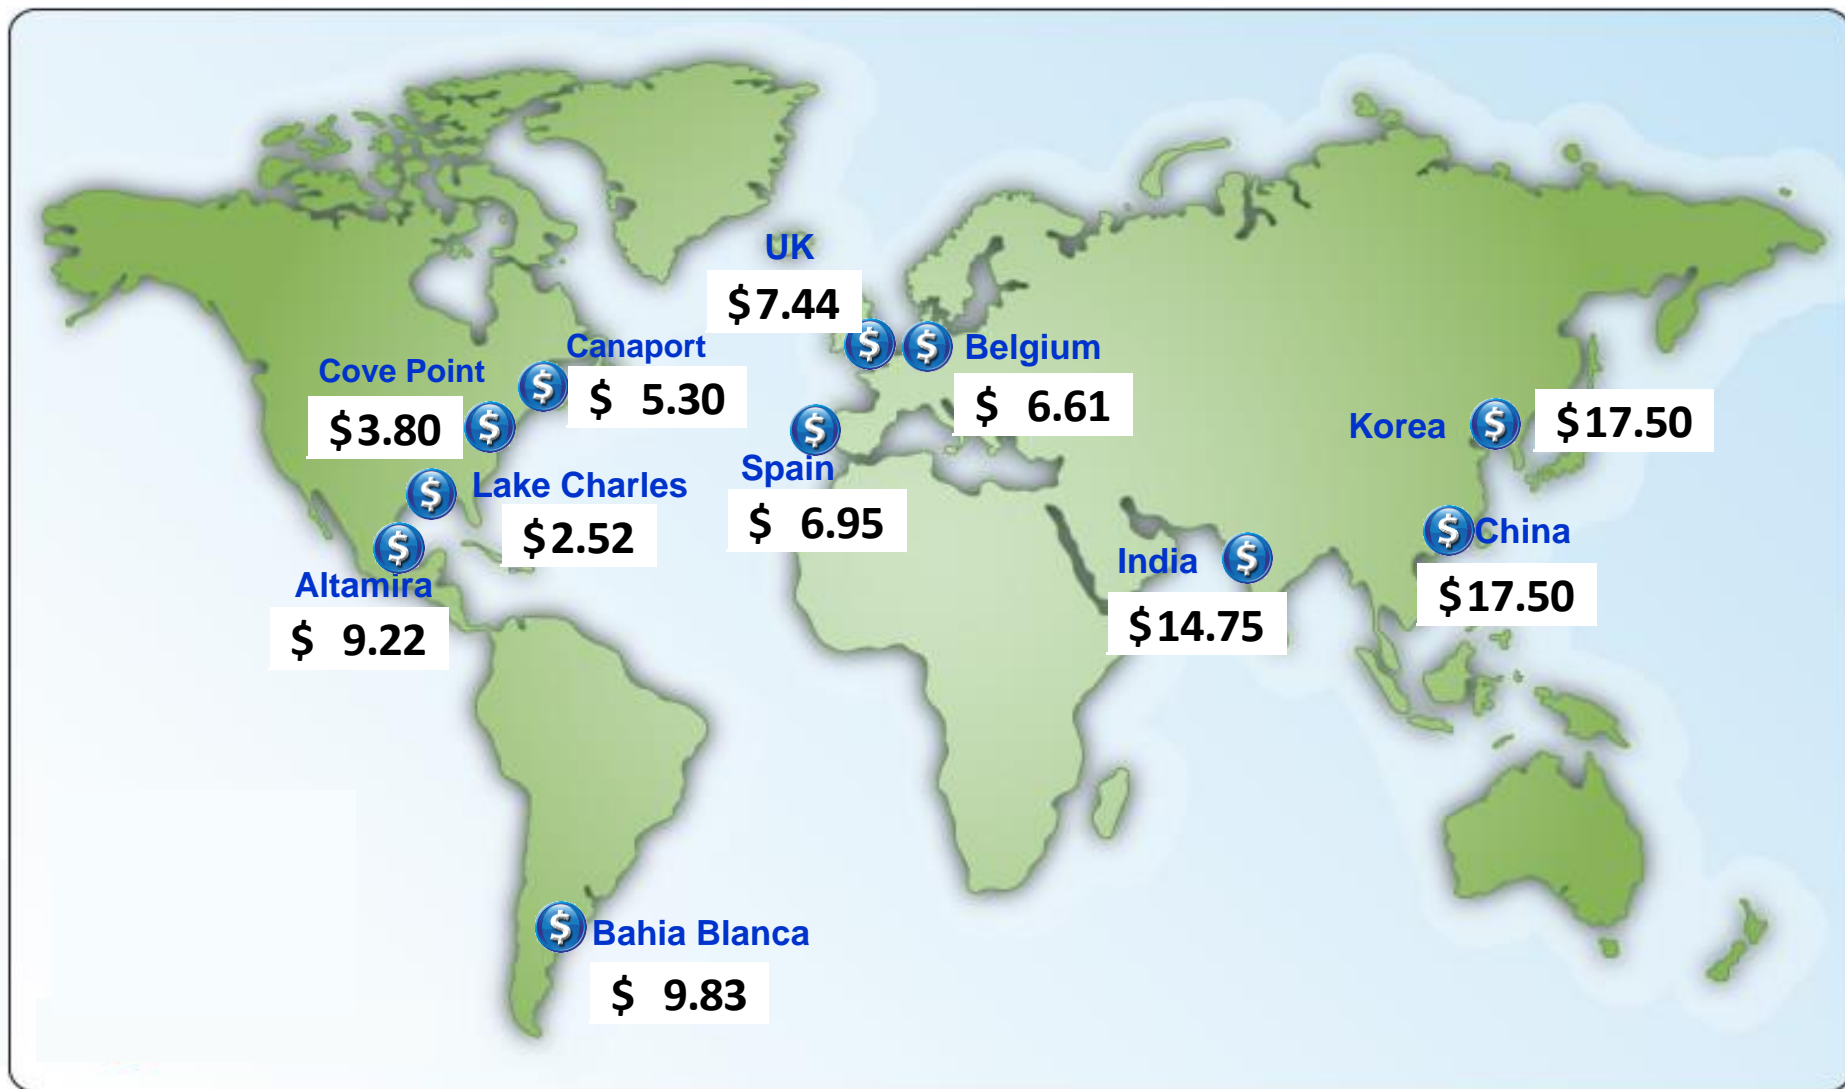 UK
$7.44
Canaport
$ 5.30
Cove Point
$3.80
Belgium
$ 6.61
Korea
$17.50
Spain
$ 6.95
Lake Charles
$2.52
China
$17.50
India
$14.75
Altamira
$ 9.22
Bahia Blanca
$ 9.83